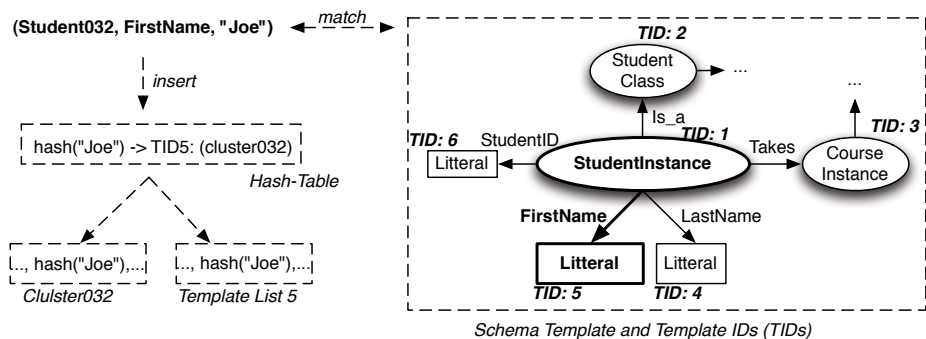 (Student032, FirstName, "Joe")
match
insert
hash("Joe") -> TID5: (cluster032)
Hash-Table
..., hash("Joe"),...
..., hash("Joe"),...
Clulster032
Template List 5
TID: 2
Student
Class
...
...
Is_a
TID: 1
TID: 3
TID: 6
StudentID
Litteral
StudentInstance
Takes
Course
Instance
FirstName
LastName
Litteral
Litteral
TID: 5
TID: 4
Schema Template and Template IDs (TIDs)